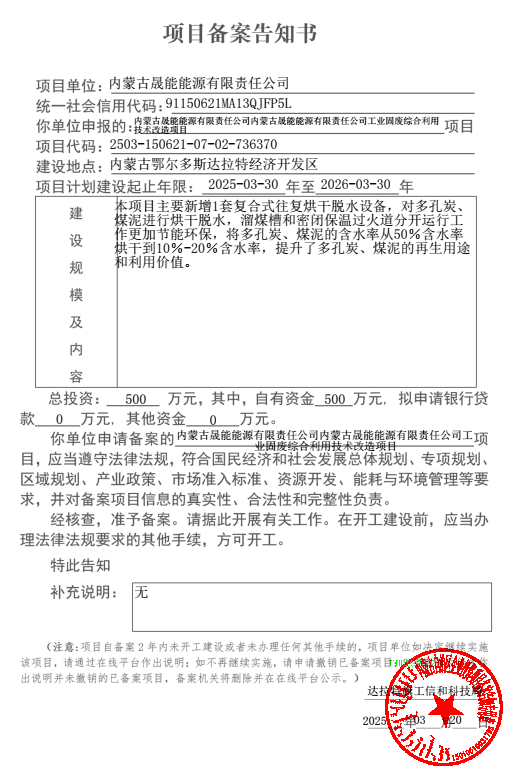 项目备案告知书
项目单位：内蒙古晟能能源有限责任公司
统一社会信用代码：91150621MA13QJFP5L
你单位申报的：内蒙古晟能能源有限责任公司内蒙古晟能能源有限责任公司工业固废综合利用 项目
技术改造项目
项目代码：2503-150621-07-02-736370
建设地点：内蒙古鄂尔多斯达拉特经济开发区
项目计划建设起止年限：2025-03-30 年至 2026-03-30 年
建设规模及内容
本项目主要新增1套复合式往复烘干脱水设备，对多孔炭、
煤泥进行烘干脱水，溜煤槽和密闭保温过火道分开运行工
作更加节能环保，将多孔炭、煤泥的含水率从50%含水率
烘干到10%-20%含水率，提升了多孔炭、煤泥的再生用途
和利用价值。
总投资：500 万元，其中，自有资金 500 万元，拟申请银行贷
款 0 万元，其他资金 0 万元。
你单位申请备案的 内蒙古晟能能源有限责任公司内蒙古晟能能源有限责任公司工 项
业固废综合利用技术改造项目
目，应当遵守法律法规，符合国民经济和社会发展总体规划、专项规划、
区域规划、产业政策、市场准入标准、资源开发、能耗与环境管理等要
求，并对备案项目信息的真实性、合法性和完整性负责。
经核查，准予备案。请据此开展有关工作。在开工建设前，应当办
理法律法规要求的其他手续，方可开工。
特此告知
补充说明：无
（注意：项目自备案2年内未开工建设或者未办理任何其他手续的，项目单位如决定继续实施
该项目，请通过在线平台作出说明；如不再继续实施，请申请撤销已备案项目
出说明并未撤销的已备案项目，备案机关将删除并在在线平台公示。）
达拉特旗工信和科技局
2025年03月20日